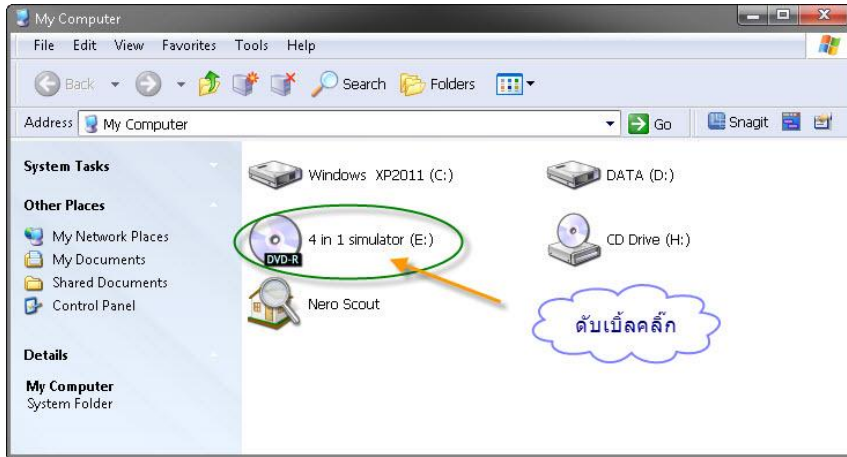 My Computer
File Edit View Favorites Tools Help
Back Search Folders
Address My Computer Go Snagit
System Tasks
Other Places
My Network Places
My Documents
Shared Documents
Control Panel
Details
My Computer
System Folder
Windows XP2011 (C:)
DATA (D:)
4 in 1 simulator (E:)
DVD-R
CD Drive (H:)
Nero Scout
ดับเบิ้ลคลิ๊ก